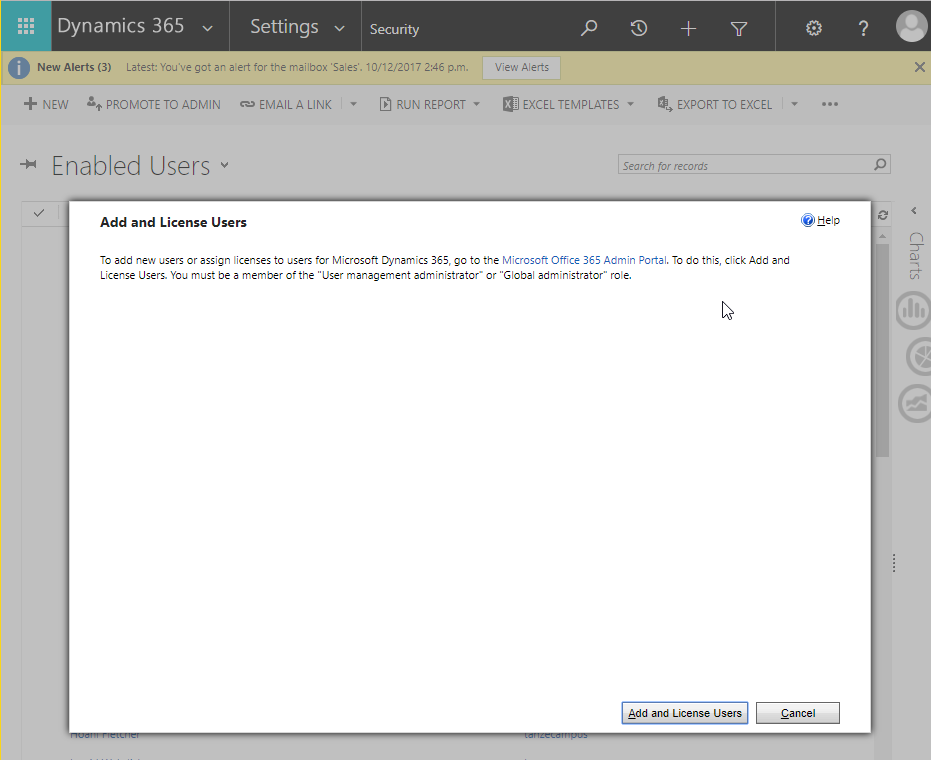 Dynamics 365 Settings Security ?
i New Alerts (3) Latest: You've got an alert for the mailbox 'Sales'. 10/12/2017 2:46 p.m. View Alerts
NEW PROMOTE TO ADMIN EMAIL A LINK RUN REPORT EXCEL TEMPLATES EXPORT TO EXCEL
Enabled Users
Search for records
Add and License Users
? Help
To add new users or assign licenses to users for Microsoft Dynamics 365, go to the Microsoft Office 365 Admin Portal. To do this, click Add and
License Users. You must be a member of the "User management administrator" or "Global administrator" role.
Charts
Add and License Users Cancel